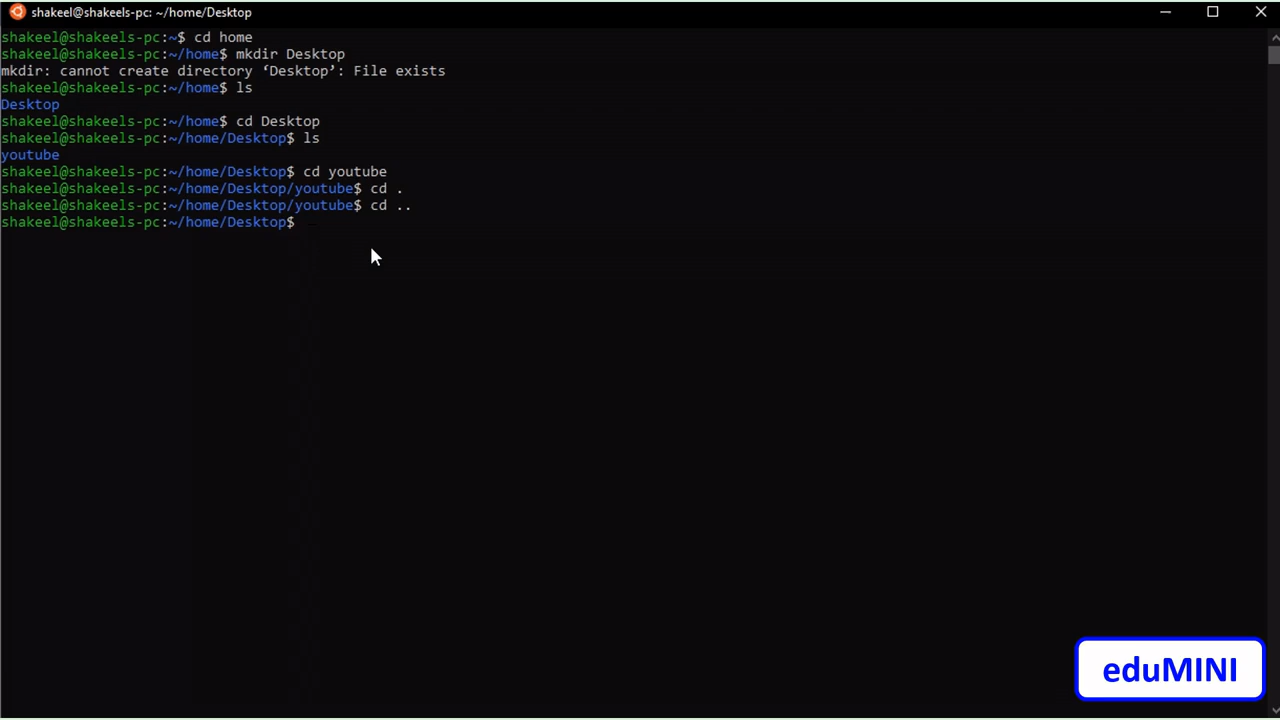 shakeel@shakeels-pc: ~/home/Desktop
shakeel@shakeels-pc:~$ cd home
shakeel@shakeels-pc:~/home$ mkdir Desktop
mkdir: cannot create directory ‘Desktop’: File exists
shakeel@shakeels-pc:~/home$ ls
Desktop
shakeel@shakeels-pc:~/home$ cd Desktop
shakeel@shakeels-pc:~/home/Desktop$ ls
youtube
shakeel@shakeels-pc:~/home/Desktop$ cd youtube
shakeel@shakeels-pc:~/home/Desktop/youtube$ cd .
shakeel@shakeels-pc:~/home/Desktop/youtube$ cd ..
shakeel@shakeels-pc:~/home/Desktop$
eduMINI